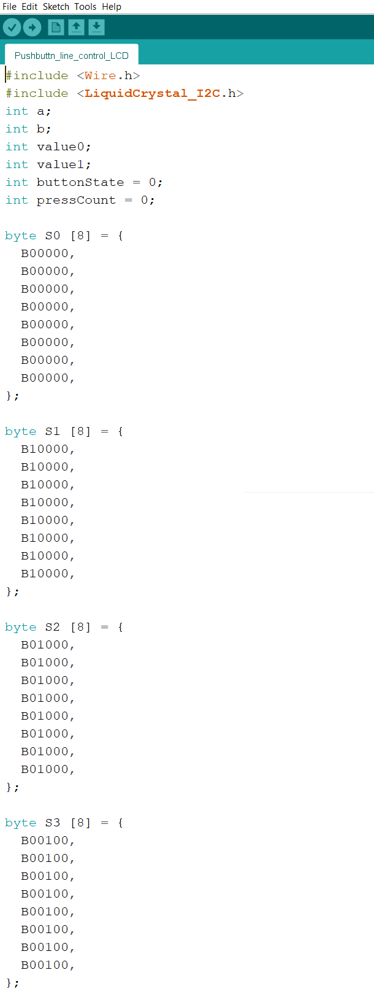 File Edit Sketch Tools Help
Pushbuttn_line_control_LCD
#include <Wire.h>
#include <LiquidCrystal_I2C.h>
int a;
int b;
int value0;
int value1;
int buttonState = 0;
int pressCount = 0;
byte S0 [8] = {
B00000,
B00000,
B00000,
B00000,
B00000,
B00000,
B00000,
B00000,
};
byte S1 [8] = {
B10000,
B10000,
B10000,
B10000,
B10000,
B10000,
B10000,
B10000,
};
byte S2 [8] = {
B01000,
B01000,
B01000,
B01000,
B01000,
B01000,
B01000,
B01000,
};
byte S3 [8] = {
B00100,
B00100,
B00100,
B00100,
B00100,
B00100,
B00100,
B00100,
};